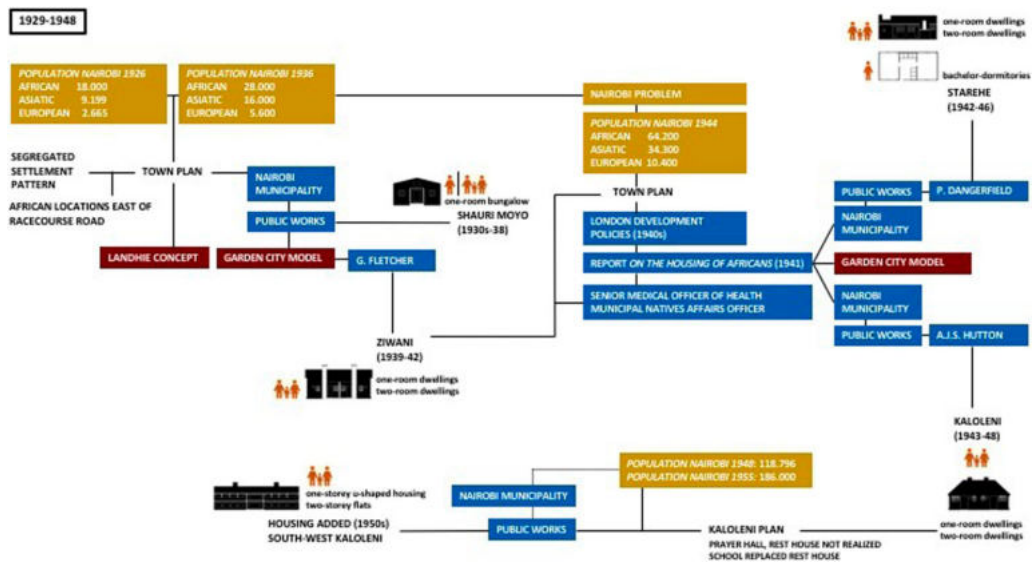 1929-1948
POPULATION NAIROBI 1926
AFRICAN 18.000
ASIATIC 9.199
EUROPEAN 2.665
POPULATION NAIROBI 1936
AFRICAN 28.000
ASIATIC 16.000
EUROPEAN 5.600
NAIROBI PROBLEM
POPULATION NAIROBI 1944
AFRICAN 64.200
ASIATIC 34.300
EUROPEAN 10.400
one-room dwellings
two-room dwellings
bachelor-dormitories
STAREHE
(1942-46)
SEGREGATED
SETTLEMENT
PATTERN
TOWN PLAN
AFRICAN LOCATIONS EAST OF
RACECOURSE ROAD
NAIROBI
MUNICIPALITY
PUBLIC WORKS
one-room bungalow
SHAURI MOYO
(1930s-38)
LANDHIE CONCEPT
GARDEN CITY MODEL
G. FLETCHER
TOWN PLAN
LONDON DEVELOPMENT
POLICIES (1940s)
REPORT ON THE HOUSING OF AFRICANS (1941)
SENIOR MEDICAL OFFICER OF HEALTH
MUNICIPAL NATIVES AFFAIRS OFFICER
PUBLIC WORKS
P. DANGERFIELD
NAIROBI
MUNICIPALITY
GARDEN CITY MODEL
NAIROBI
MUNICIPALITY
PUBLIC WORKS
A.J.S. HUTTON
ZIWANI
(1939-42)
one-room dwellings
two-room dwellings
KALOLENI
(1943-48)
one-room dwellings
two-room dwellings
POPULATION NAIROBI 1948: 118.796
POPULATION NAIROBI 1955: 186.000
NAIROBI MUNICIPALITY
PUBLIC WORKS
one-storey u-shaped housing
two-storey flats
HOUSING ADDED (1950s)
SOUTH-WEST KALOLENI
KALOLENI PLAN
PRAYER HALL, REST HOUSE NOT REALIZED
SCHOOL REPLACED REST HOUSE